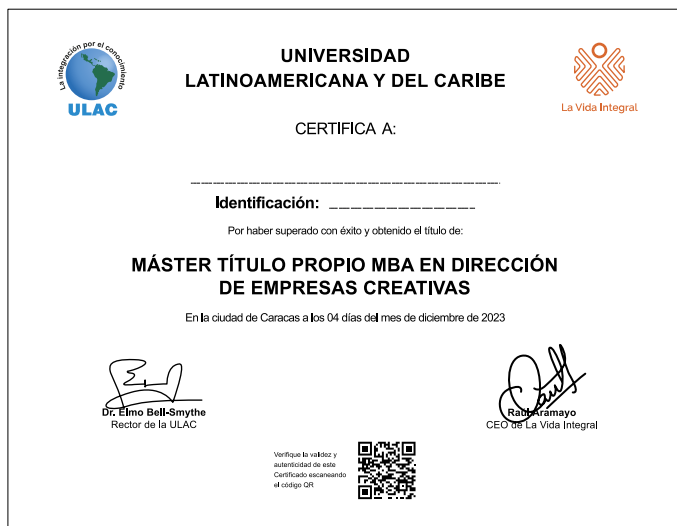 La integración por el conocimiento
ULAC
UNIVERSIDAD
LATINOAMERICANA Y DEL CARIBE
La Vida Integral
CERTIFICA A:
Identificación:
Por haber superado con éxito y obtenido el título de:
MÁSTER TÍTULO PROPIO MBA EN DIRECCIÓN
DE EMPRESAS CREATIVAS
En la ciudad de Caracas a los 04 días del mes de diciembre de 2023
Dr. Elmo Bell-Smythe
Rector de la ULAC
Raúl Aramayo
CEO de La Vida Integral
Verifique la validez y
autenticidad de este
Certificado escaneando
el código QR